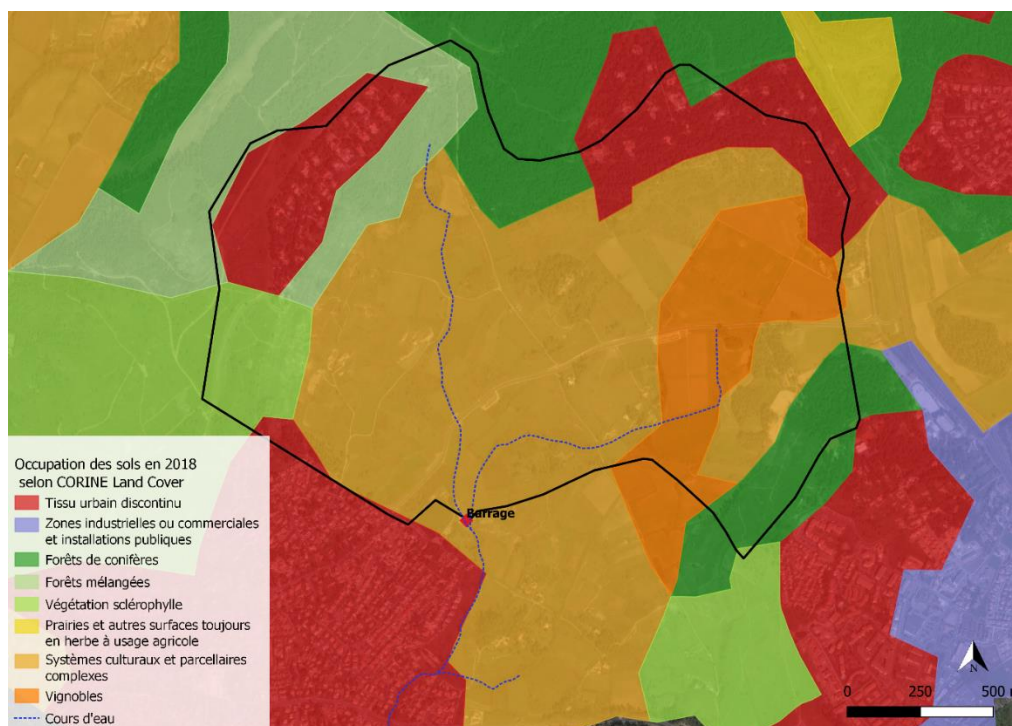 Barrage
Occupation des sols en 2018
selon CORINE Land Cover
Tissu urbain discontinu
Zones industrielles ou commerciales
et installations publiques
Forêts de conifères
Forêts mélangées
Végétation sclérophylle
Prairies et autres surfaces toujours
en herbe à usage agricole
Systèmes culturaux et parcellaires
complexes
Vignobles
Cours d'eau
N
0 250 500 m